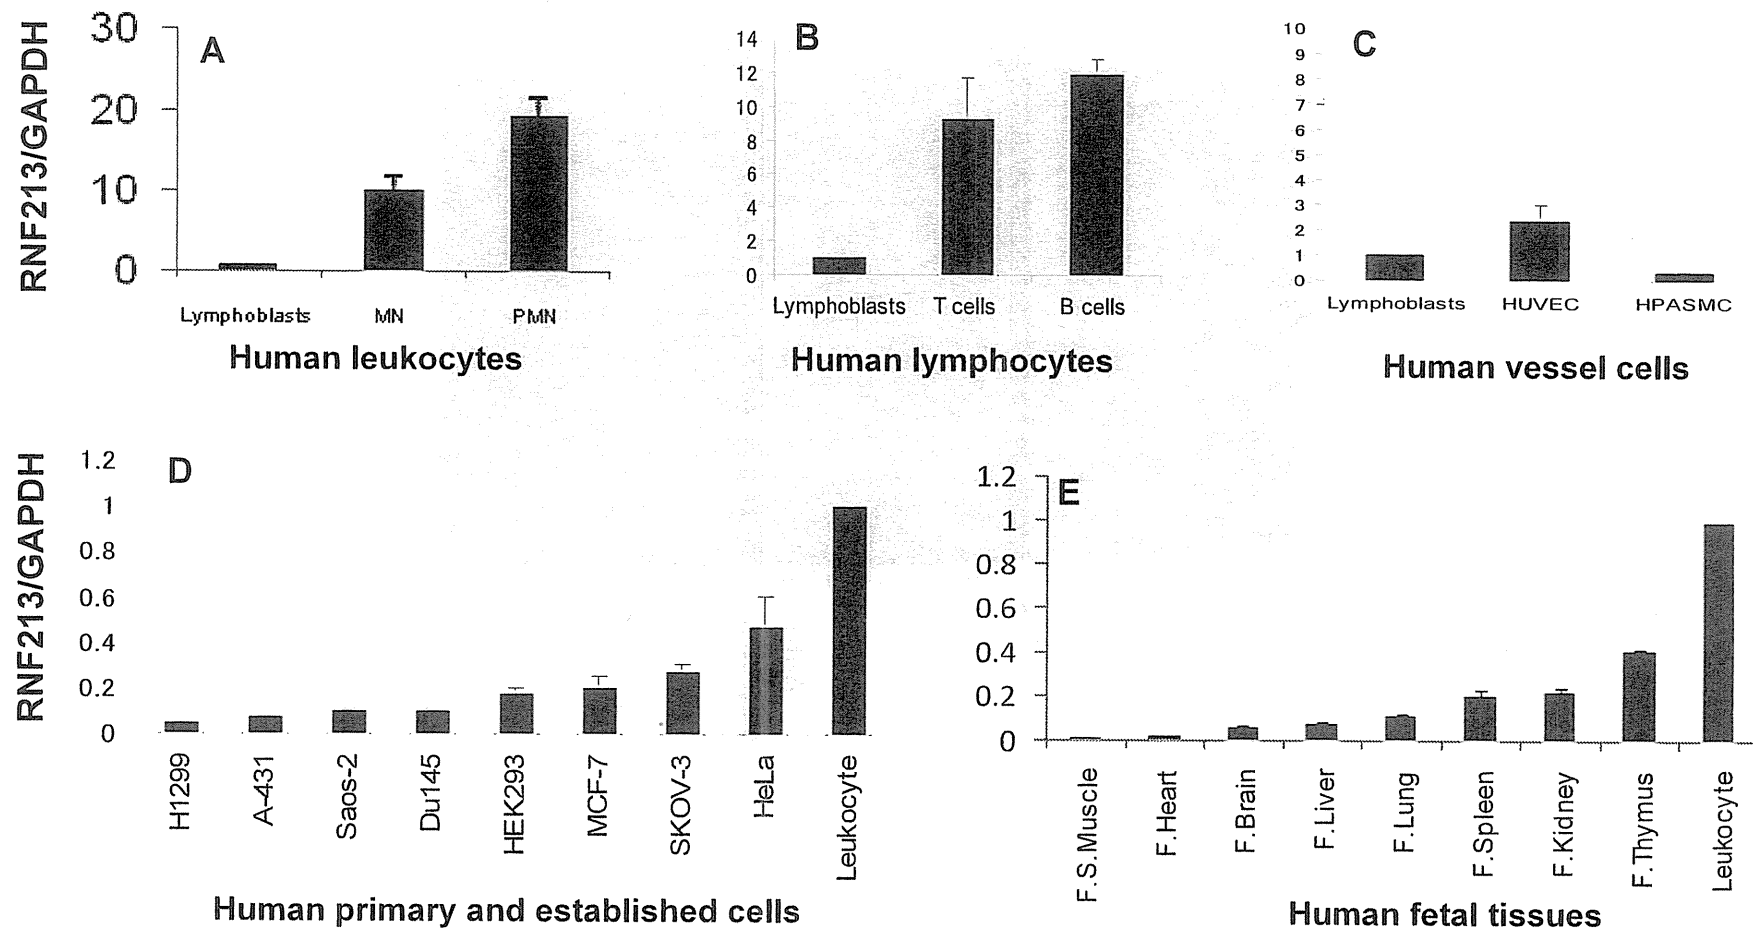 RNF213/GAPDH
A
30
20
10
0
Lymphoblasts MN PMN
Human leukocytes
B
14
12
10
8
6
4
2
0
Lymphoblasts T cells B cells
Human lymphocytes
C
10
9
8
7
6
5
4
3
2
1
0
Lymphoblasts HUVEC HPASMC
Human vessel cells
RNF213/GAPDH
D
1.2
1
0.8
0.6
0.4
0.2
0
H1299
A-431
Saos-2
Du145
HEK293
MCF-7
SKOV-3
HeLa
Leukocyte
Human primary and established cells
E
1.2
1
0.8
0.6
0.4
0.2
0
F.S.Muscle
F.Heart
F.Brain
F.Liver
F.Lung
F.Spleen
F.Kidney
F.Thymus
Leukocyte
Human fetal tissues